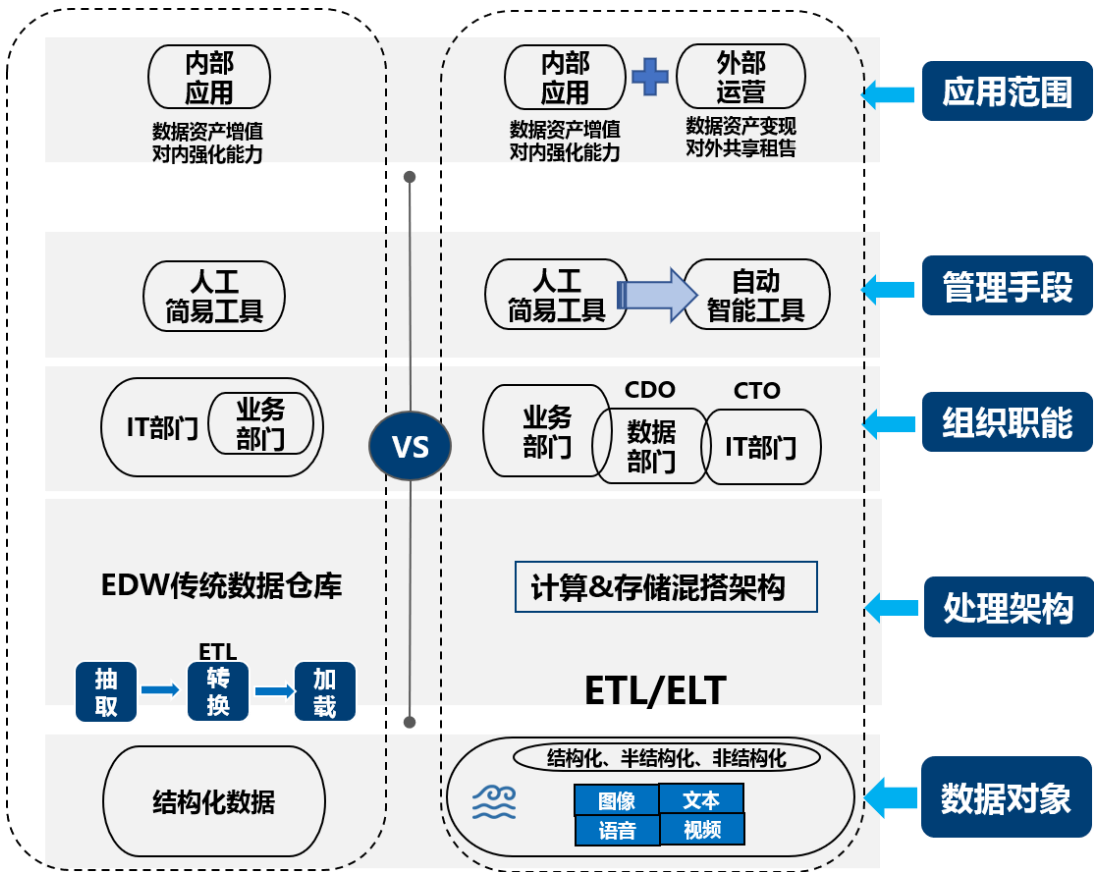 内部
应用
数据资产增值
对内强化能力
内部
应用
数据资产增值
对内强化能力
外部
运营
数据资产变现
对外共享租售
应用范围
人工
简易工具
人工
简易工具
自动
智能工具
管理手段
IT部门
业务
部门
VS
业务
部门
CDO
数据
部门
CTO
IT部门
组织职能
EDW传统数据仓库
ETL
抽
取
转
换
加
载
计算&存储混搭架构
ETL/ELT
处理架构
结构化数据
结构化、半结构化、非结构化
图像
文本
语音
视频
数据对象